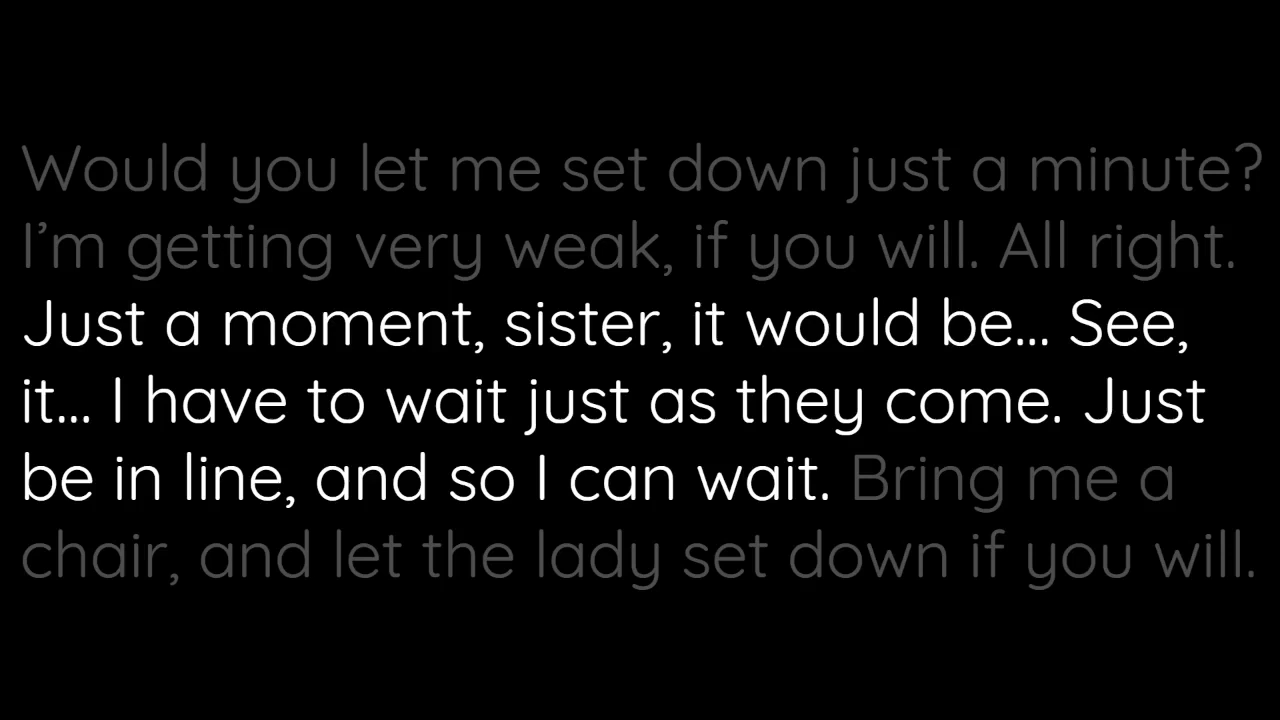 Would you let me set down just a minute?
I’m getting very weak, if you will. All right.
Just a moment, sister, it would be... See,
it... I have to wait just as they come. Just
be in line, and so I can wait. Bring me a
chair, and let the lady set down if you will.